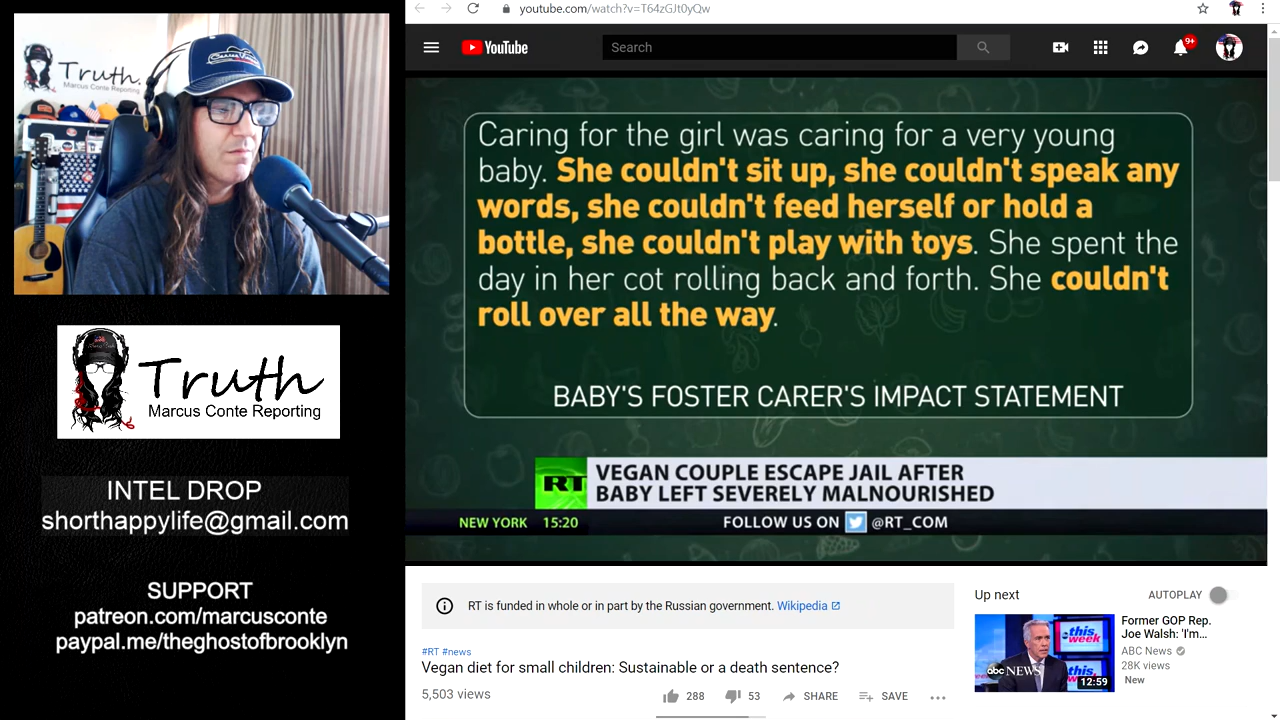 Truth.
Marcus Conte Reporting
Truth
Marcus Conte Reporting
INTEL DROP
shorthappylife@gmail.com
SUPPORT
patreon.com/marcusconte
paypal.me/theghostofbrooklyn
youtube.com/watch?v=T64zGJt0yQw
YouTube
Search
9+
Caring for the girl was caring for a very young
baby. She couldn't sit up, she couldn't speak any
words, she couldn't feed herself or hold a
bottle, she couldn't play with toys. She spent the
day in her cot rolling back and forth. She couldn't
roll over all the way.
BABY'S FOSTER CARER'S IMPACT STATEMENT
RT
VEGAN COUPLE ESCAPE JAIL AFTER
BABY LEFT SEVERELY MALNOURISHED
NEW YORK 15:20 FOLLOW US ON @RT_COM
RT is funded in whole or in part by the Russian government. Wikipedia
#RT #news
Vegan diet for small children: Sustainable or a death sentence?
5,503 views
288 53 SHARE SAVE
Up next AUTOPLAY
abc NEWS
this
week
12:59
Former GOP Rep.
Joe Walsh: 'I'm...
ABC News
28K views
New